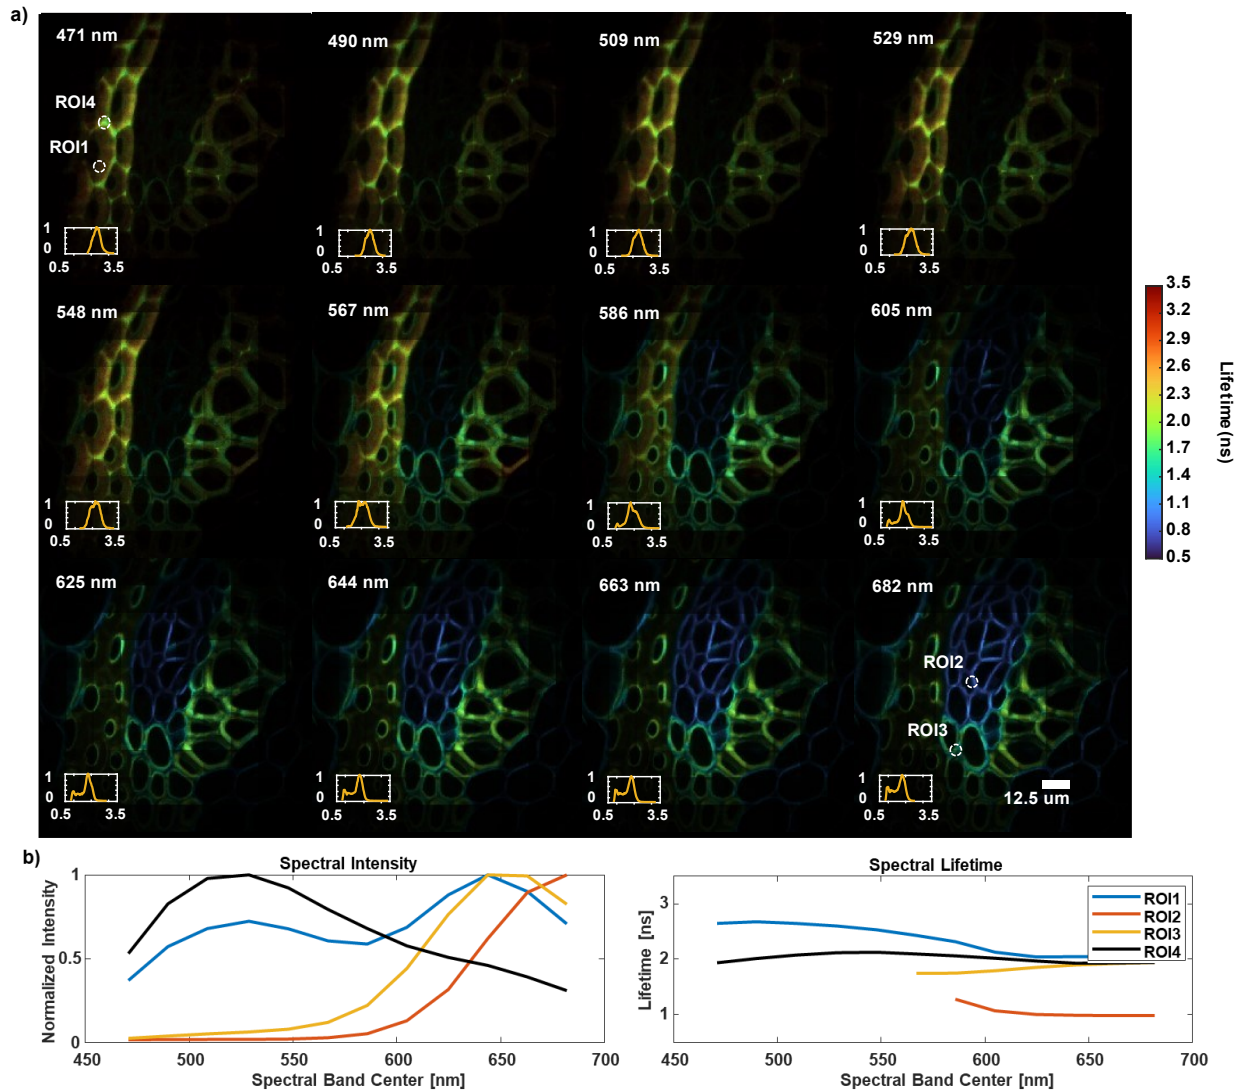 a)
471 nm
490 nm
509 nm
529 nm
ROI4
ROI1
1
0
0.5 3.5
1
0
0.5 3.5
1
0
0.5 3.5
1
0
0.5 3.5
548 nm
567 nm
586 nm
605 nm
1
0
0.5 3.5
1
0
0.5 3.5
1
0
0.5 3.5
1
0
0.5 3.5
625 nm
644 nm
663 nm
682 nm
ROI2
ROI3
1
0
0.5 3.5
1
0
0.5 3.5
1
0
0.5 3.5
1
0
0.5 3.5
12.5 um
3.5
3.2
2.9
2.6
2.3
2.0
1.7
1.4
1.1
0.8
0.5
Lifetime (ns)
b)
Spectral Intensity
Normalized Intensity
1
0.5
0
450 500 550 600 650 700
Spectral Band Center [nm]
Spectral Lifetime
Lifetime [ns]
3
2
1
450 500 550 600 650 700
Spectral Band Center [nm]
ROI1
ROI2
ROI3
ROI4